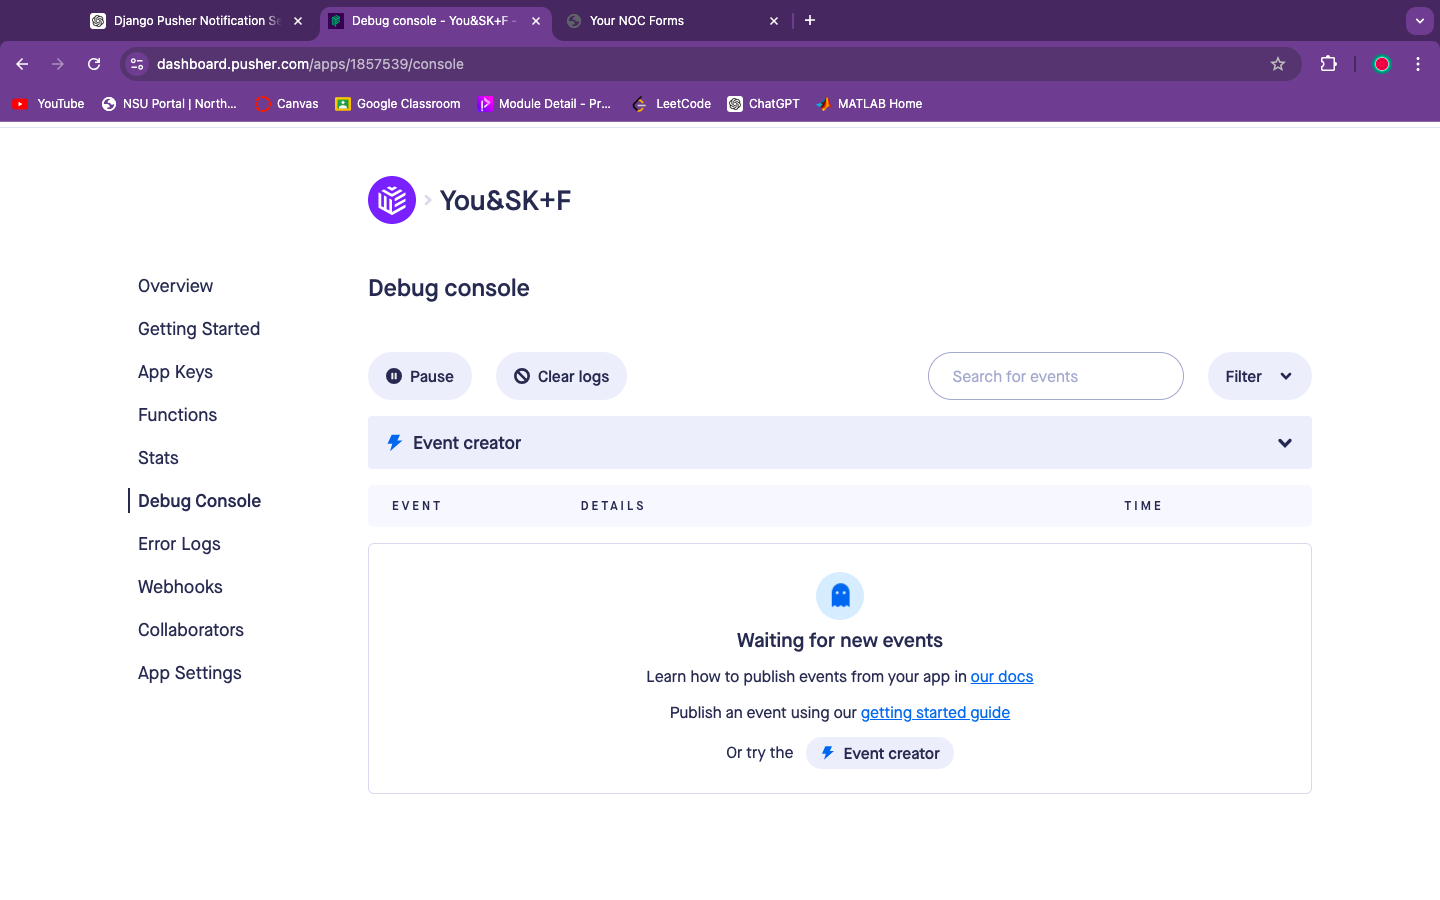 Django Pusher Notification Se
Debug console - You&SK+F -
Your NOC Forms
dashboard.pusher.com/apps/1857539/console
YouTube
NSU Portal | North...
Canvas
Google Classroom
Module Detail - Pr...
LeetCode
ChatGPT
MATLAB Home
You&SK+F
Overview
Getting Started
App Keys
Functions
Stats
Debug Console
Error Logs
Webhooks
Collaborators
App Settings
Debug console
Pause
Clear logs
Search for events
Filter
Event creator
EVENT DETAILS TIME
Waiting for new events
Learn how to publish events from your app in our docs
Publish an event using our getting started guide
Or try the Event creator